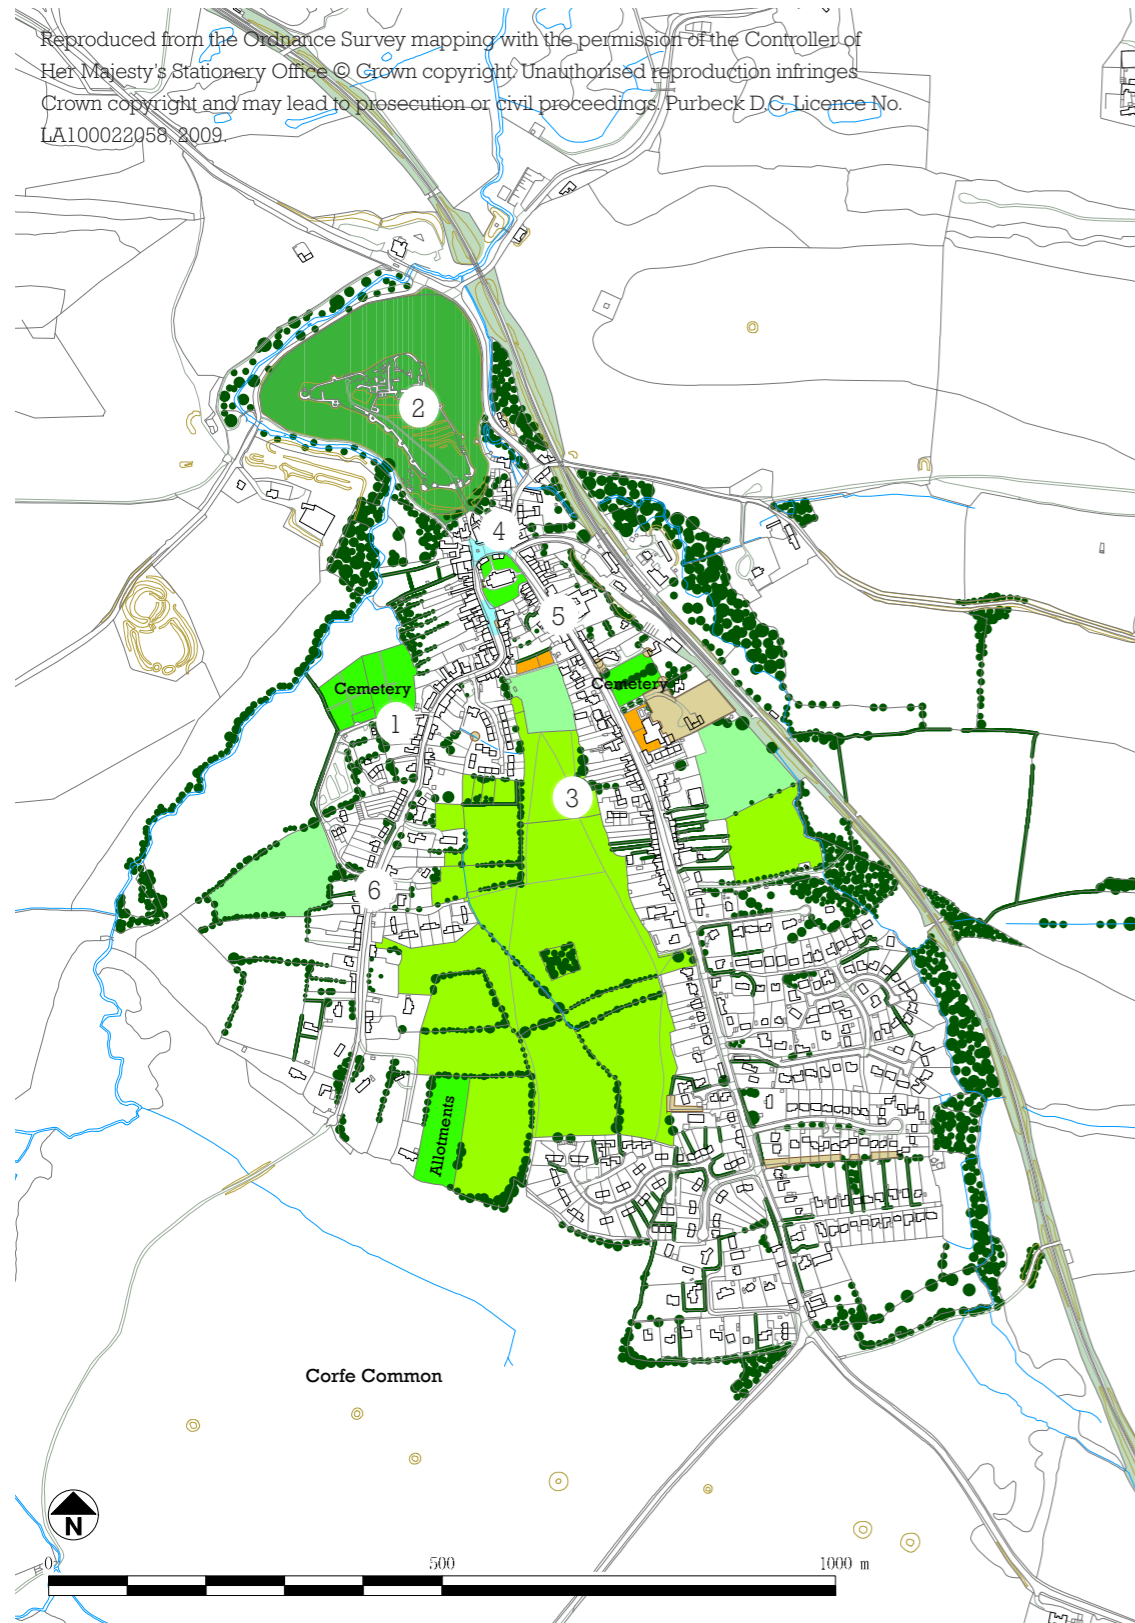 Reproduced from the Ordnance Survey mapping with the permission of the Controller of
Her Majesty's Stationery Office © Crown copyright. Unauthorised reproduction infringes
Crown copyright and may lead to prosecution or civil proceedings. Purbeck D.C, Licence No.
LA100022058, 2009.
2
4
5
Cemetery
Cemetery
1
3
6
Allotments
Corfe Common
N
0 500 1000 m